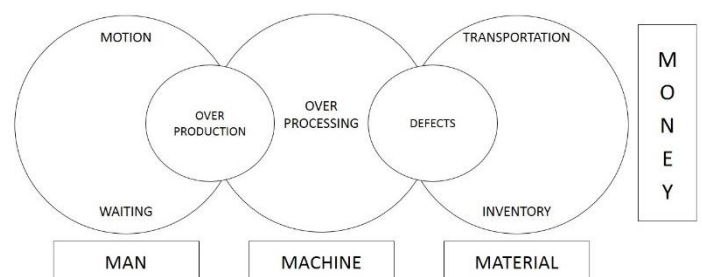 MOTION
TRANSPORTATION
OVER
PRODUCTION
OVER
PROCESSING
DEFECTS
WAITING
INVENTORY
MAN
MACHINE
MATERIAL
M
O
N
E
Y